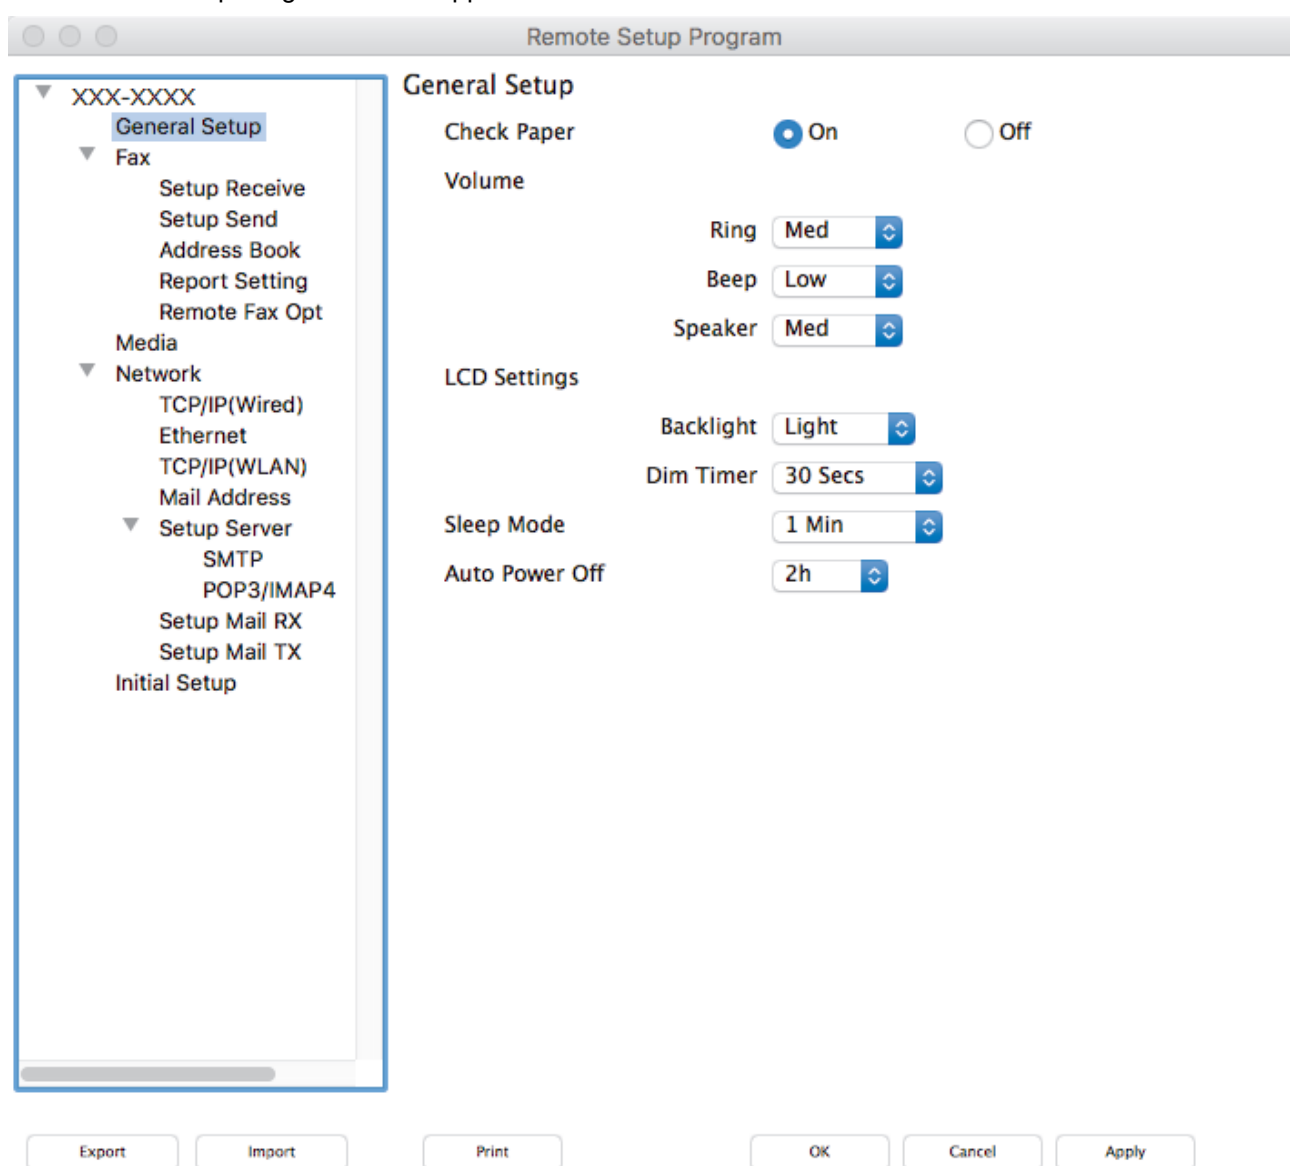 Remote Setup Program
XXX-XXXX
General Setup
Fax
Setup Receive
Setup Send
Address Book
Report Setting
Remote Fax Opt
Media
Network
TCP/IP(Wired)
Ethernet
TCP/IP(WLAN)
Mail Address
Setup Server
SMTP
POP3/IMAP4
Setup Mail RX
Setup Mail TX
Initial Setup
General Setup
Check Paper On Off
Volume
Ring Med
Beep Low
Speaker Med
LCD Settings
Backlight Light
Dim Timer 30 Secs
Sleep Mode 1 Min
Auto Power Off 2h
Export Import Print OK Cancel Apply